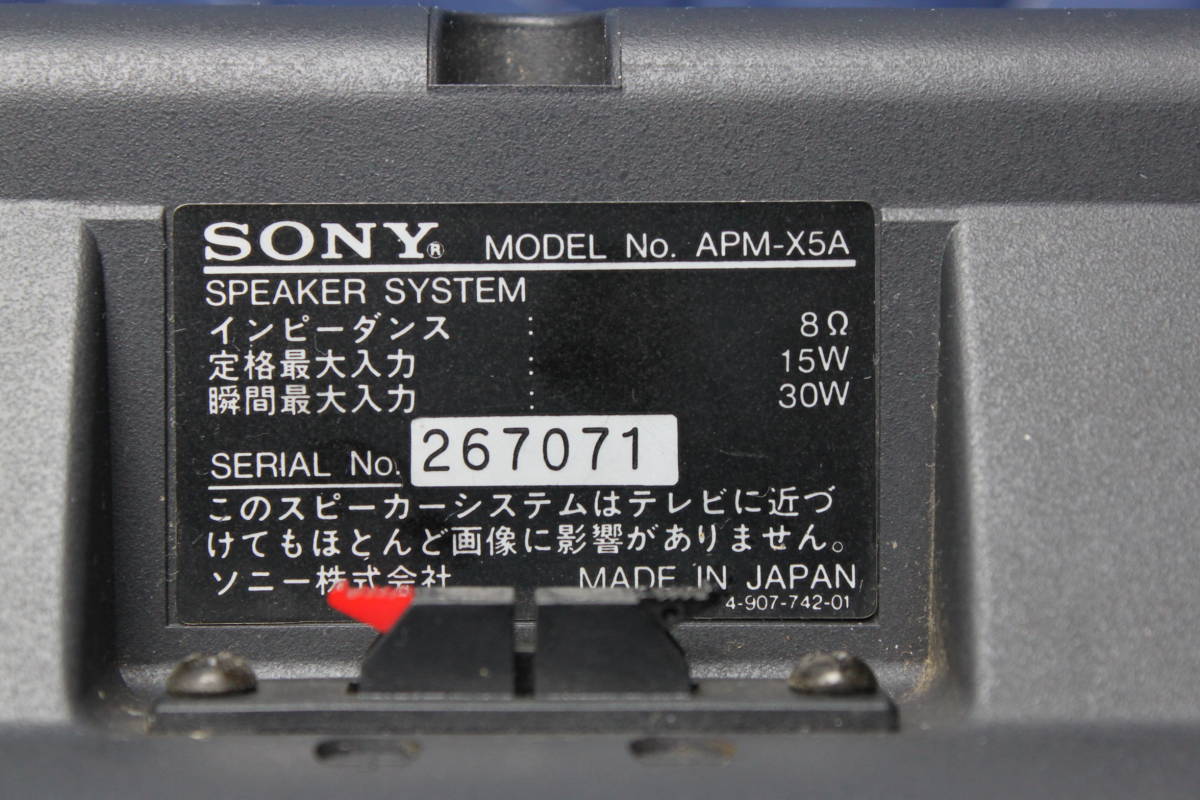 SONY® MODEL No. APM-X5A
SPEAKER SYSTEM
インピーダンス : 8Ω
定格最大入力 : 15W
瞬間最大入力 : 30W
SERIAL No. 267071
このスピーカーシステムはテレビに近づ
けてもほとんど画像に影響がありません。
ソニー株式会社 MADE IN JAPAN
4-907-742-01